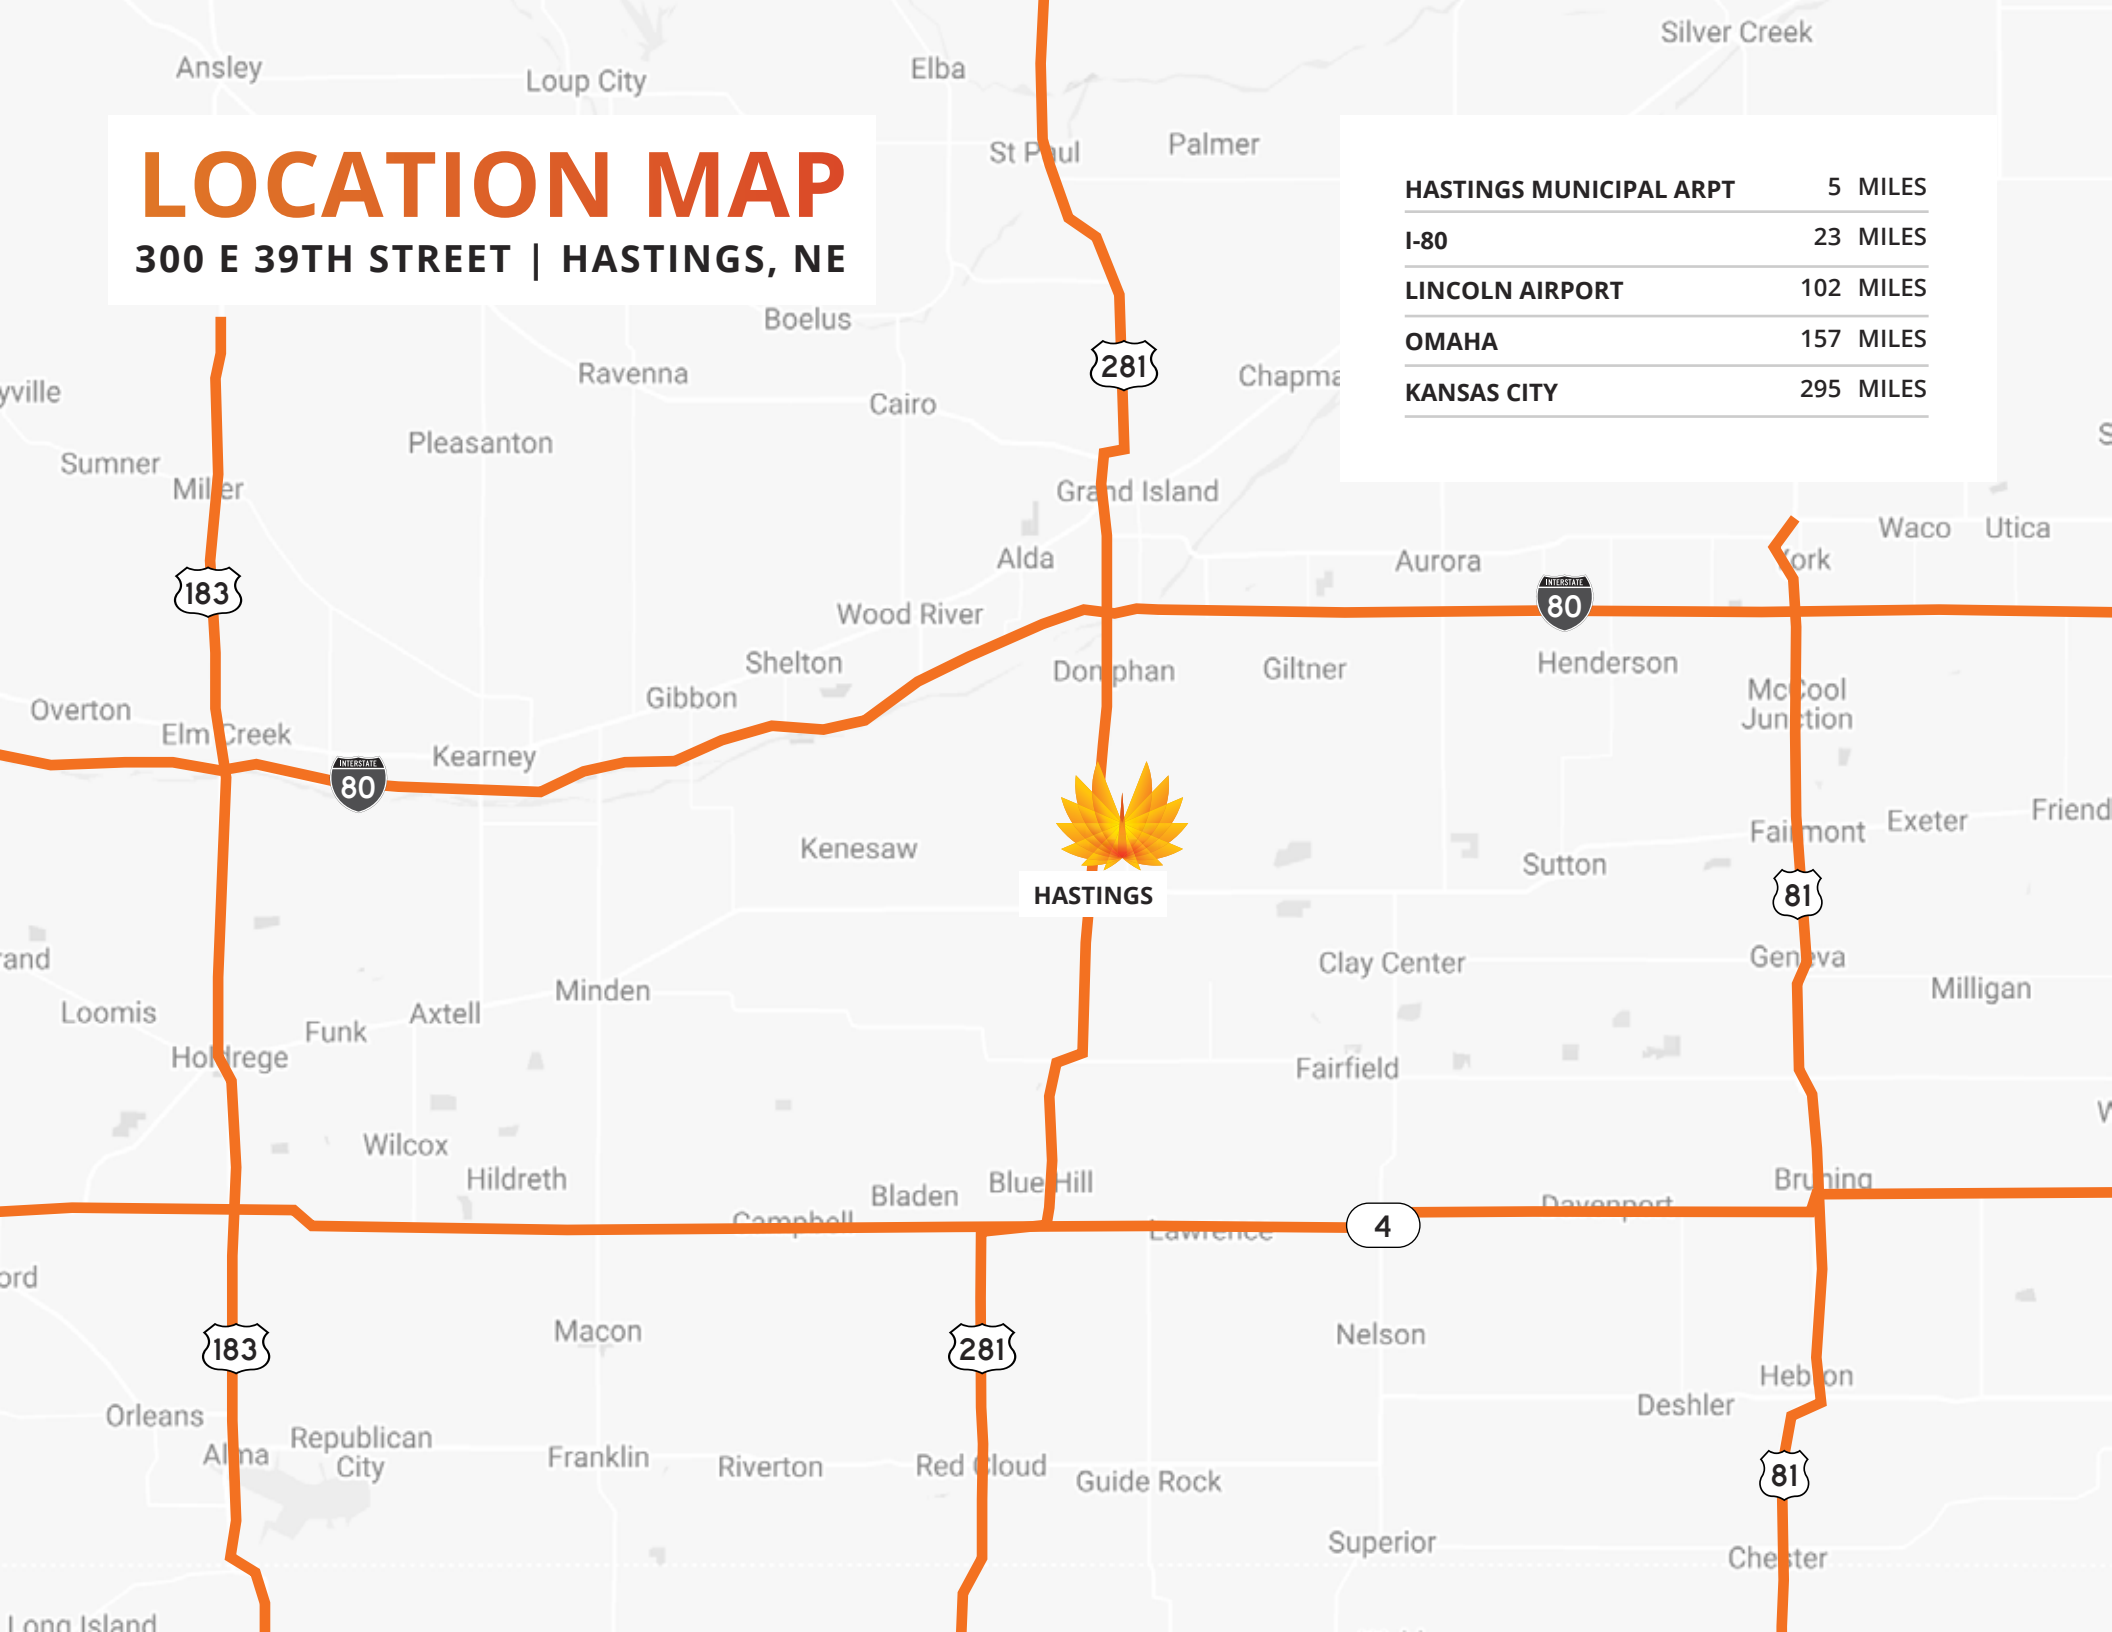 Silver Creek
Ansley
Loup City
Elba
St Paul
Palmer
LOCATION MAP
300 E 39TH STREET | HASTINGS, NE
HASTINGS MUNICIPAL ARPT 5 MILES
I-80 23 MILES
LINCOLN AIRPORT 102 MILES
OMAHA 157 MILES
KANSAS CITY 295 MILES
Boelus
281
Ravenna
Chapma
yville
Cairo
Pleasanton
S
Sumner
Miller
Grand Island
Waco
Utica
Alda
Aurora
York
183
INTERSTATE
80
Wood River
Shelton
Doniphan
Giltner
Henderson
Gibbon
McCool
Junction
Overton
Elm Creek
Kearney
INTERSTATE
80
Friend
Exeter
Fairmont
Kenesaw
Sutton
HASTINGS
81
rand
Clay Center
Geneva
Milligan
Minden
Loomis
Axtell
Funk
Holdrege
Fairfield
W
Wilcox
Hildreth
Blue Hill
Bruning
Bladen
Davenport
Campbell
Lawrence
4
ord
Macon
Nelson
183
281
Hebron
Deshler
Orleans
Republican
City
Alma
Franklin
Riverton
Red Cloud
Guide Rock
81
Superior
Chester
Long Island